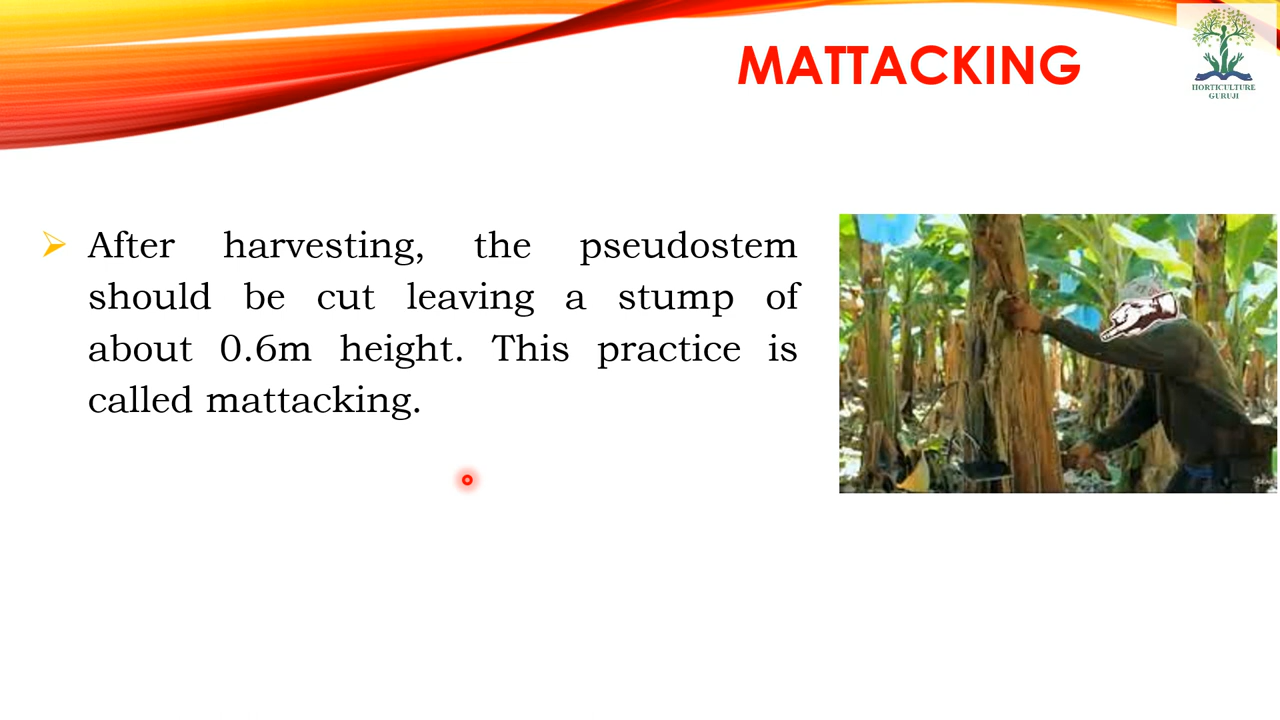 MATTACKING
HORTICULTURE
GURUJI
After harvesting, the pseudostem
should be cut leaving a stump of
about 0.6m height. This practice is
called mattacking.